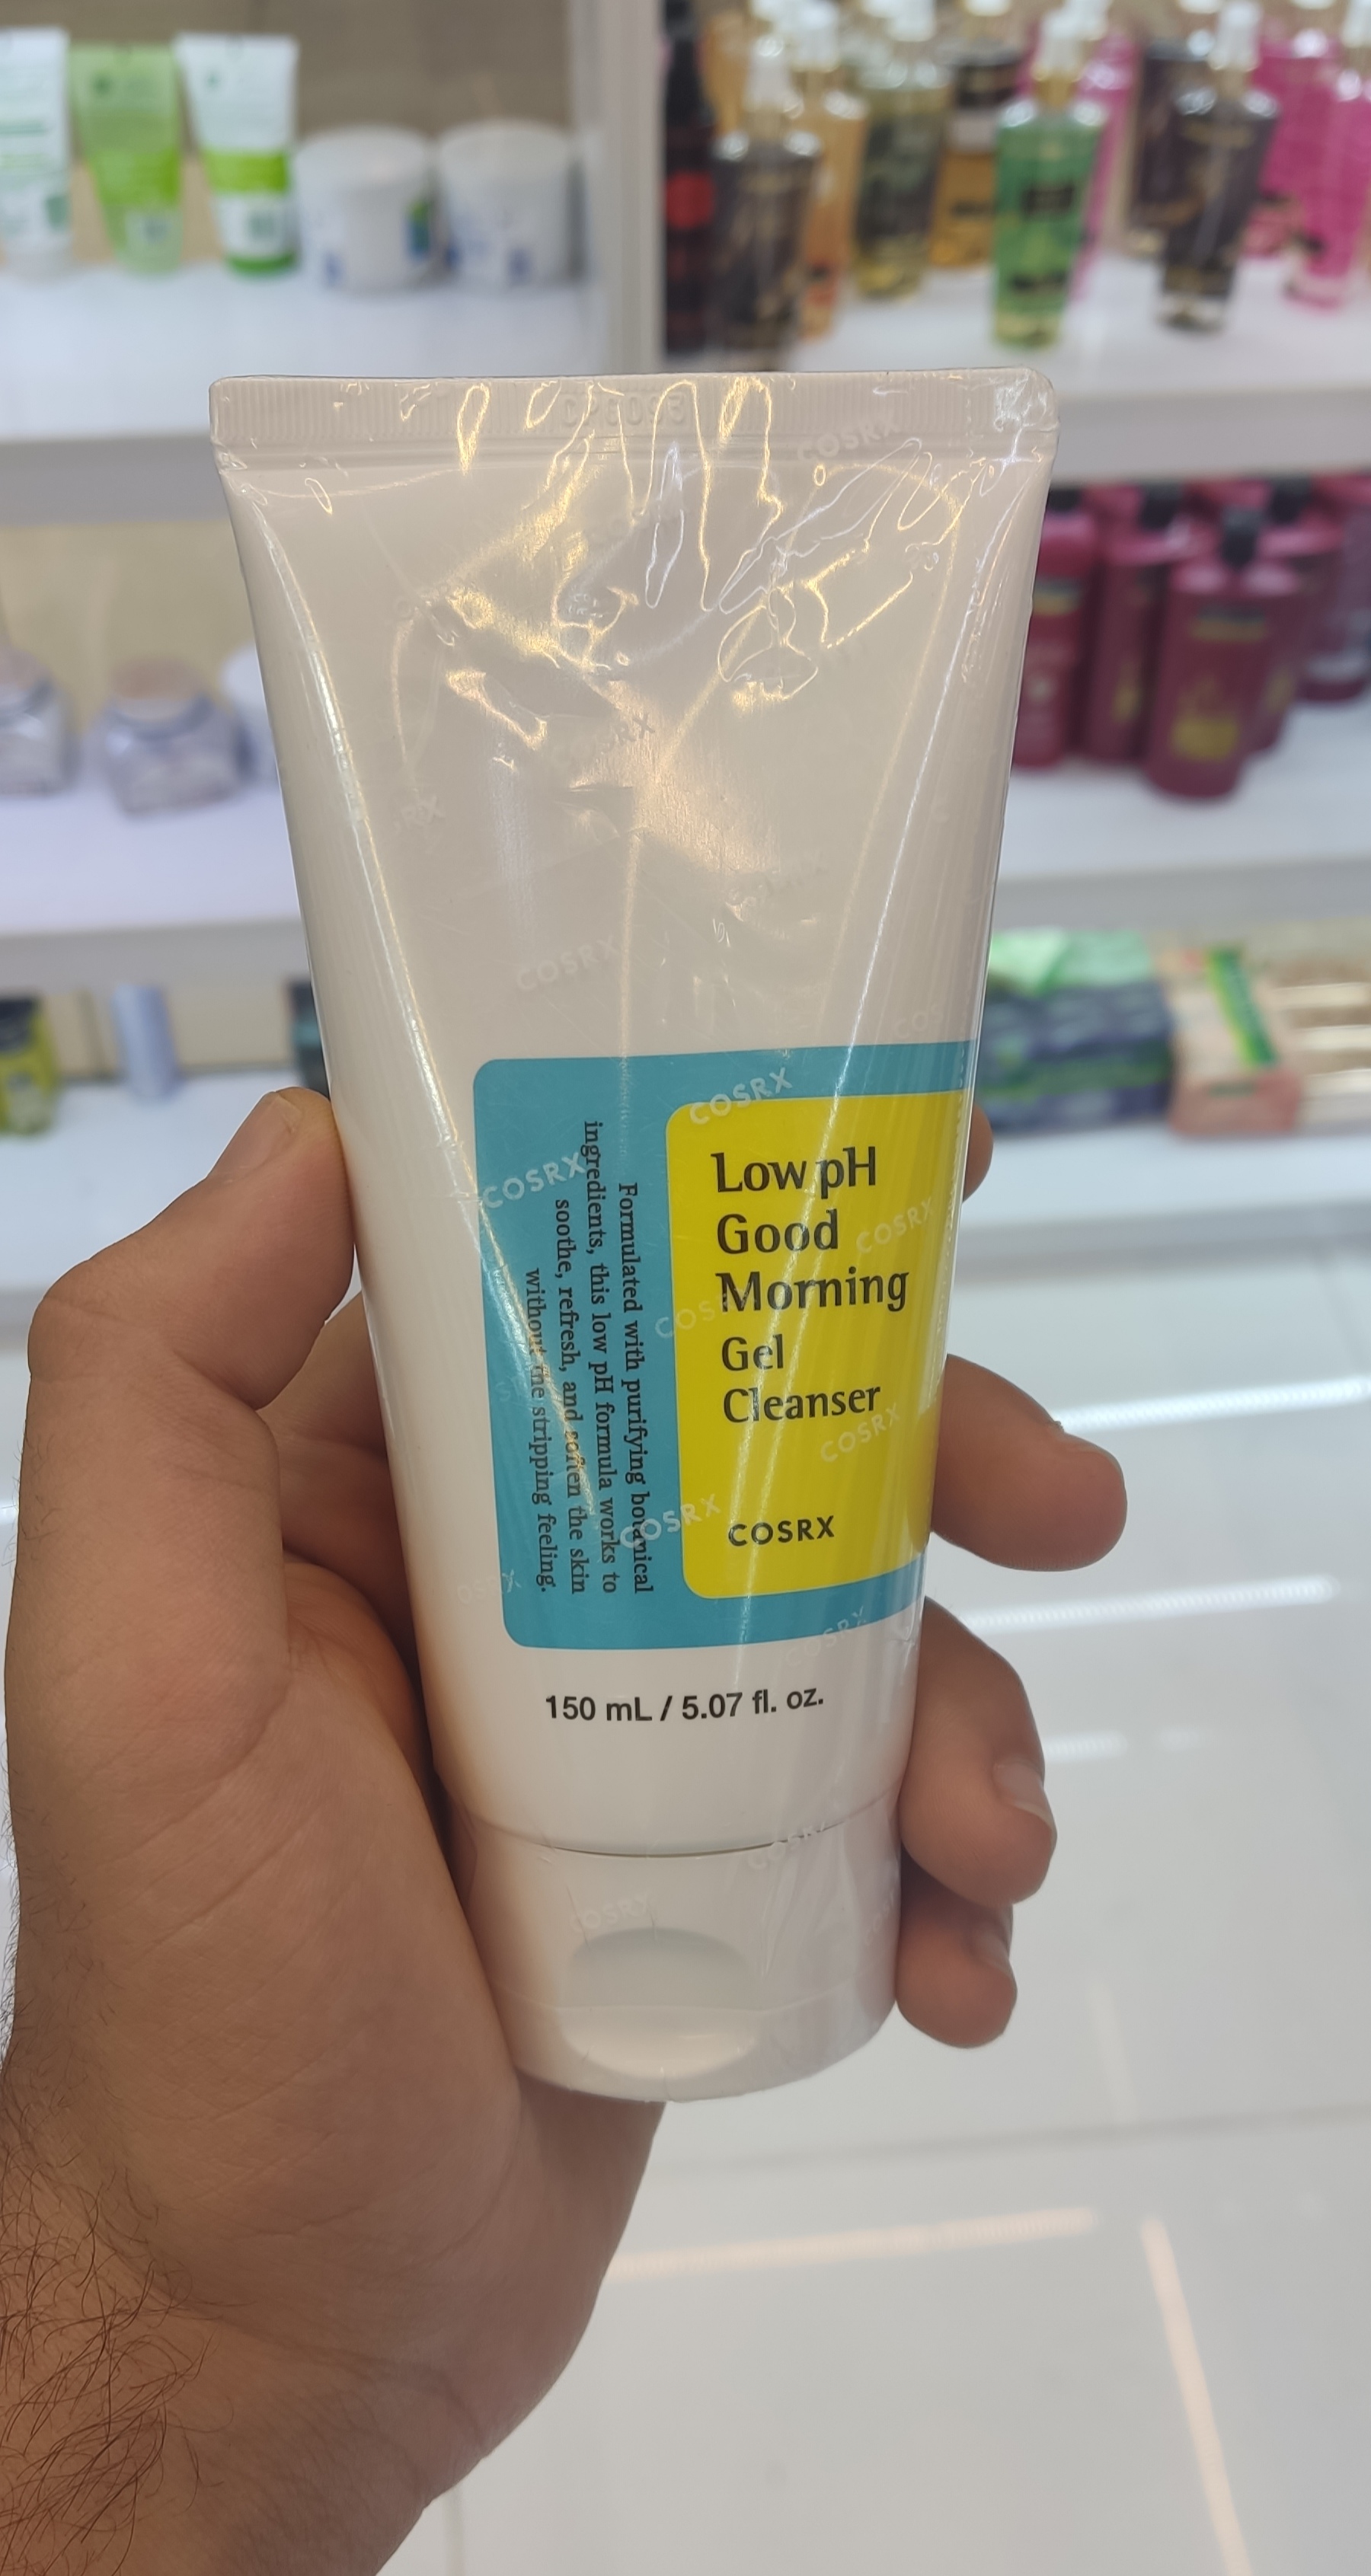 COSRX
Low pH
Good
Morning
Gel
Cleanser
COSRX
Formulated with purifying botanical
ingredients, this low pH formula works to
soothe, refresh, and soften the skin
without the stripping feeling.
150 mL / 5.07 fl. oz.